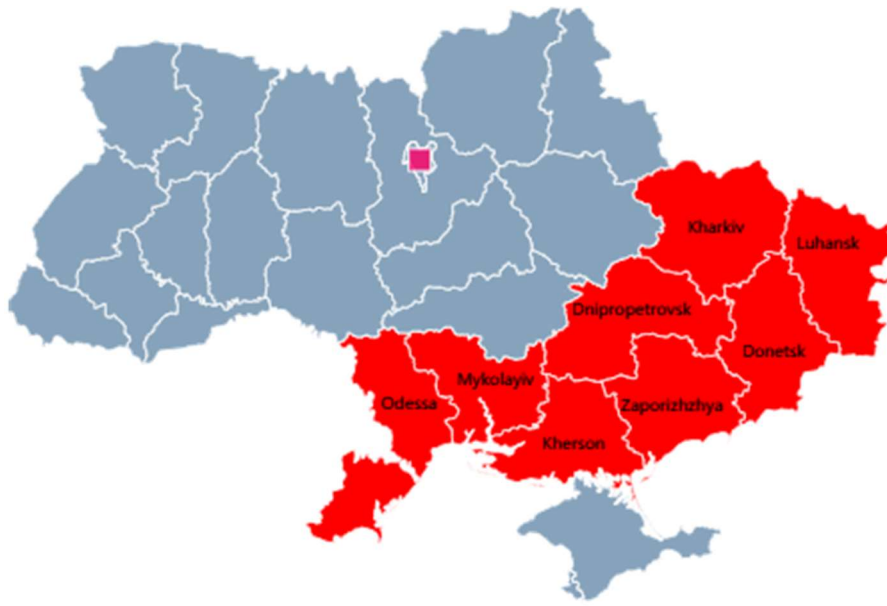 Kharkiv
Luhansk
Dnipropetrovsk
Donetsk
Mykolayiv
Odessa
Zaporizhzhya
Kherson